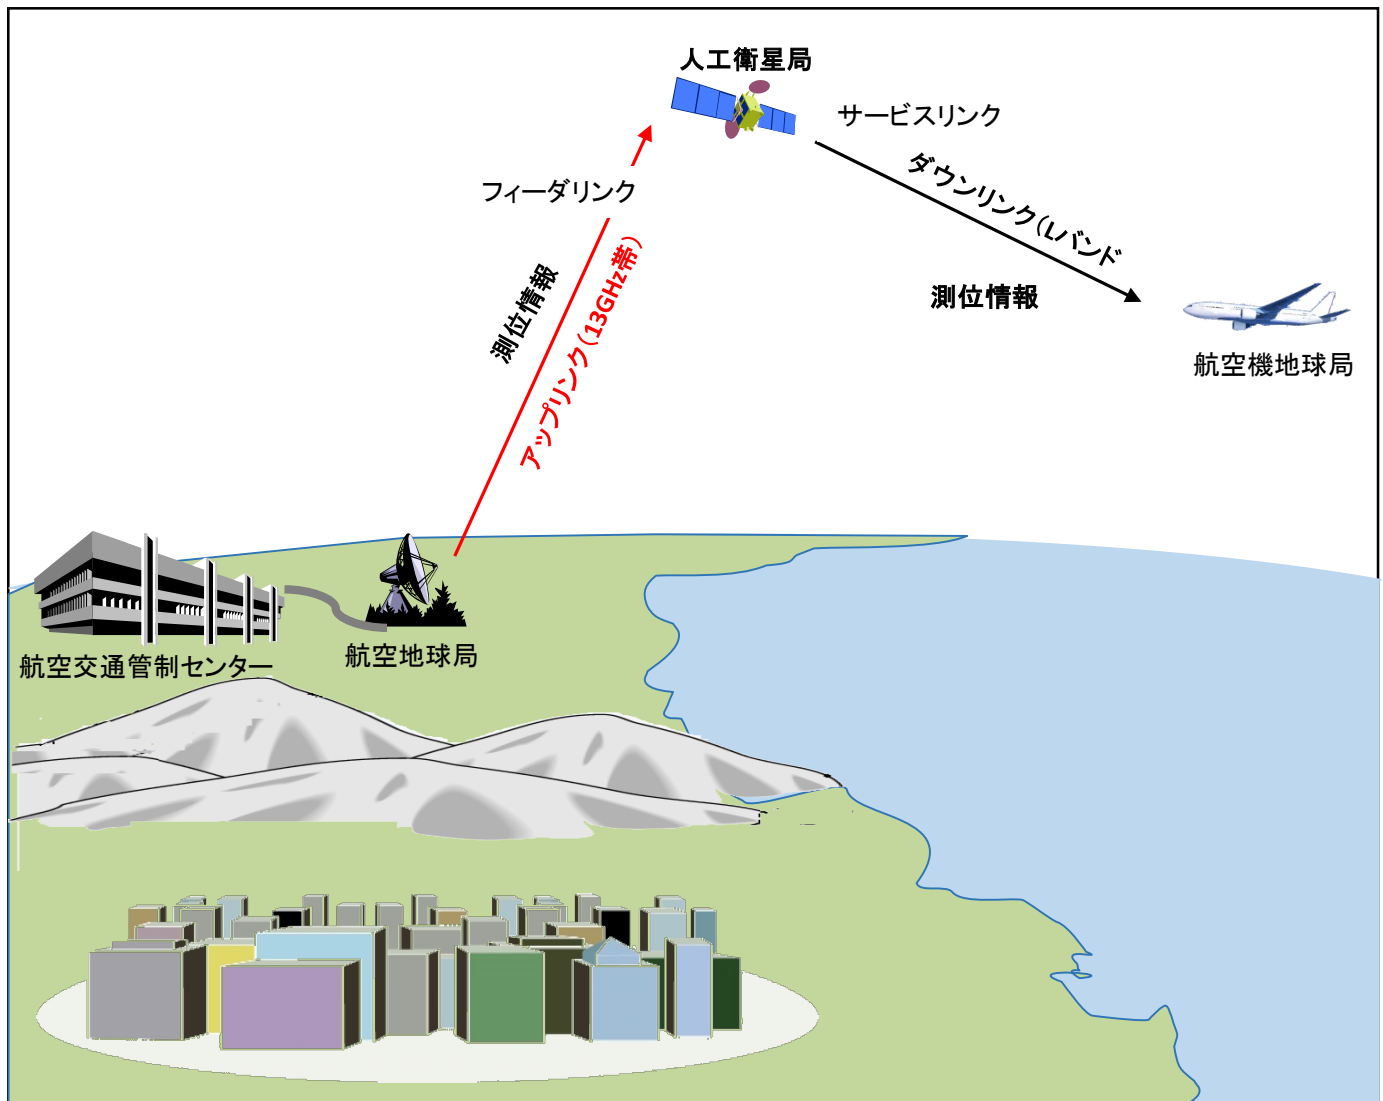 人工衛星局
サービスリンク
ダウンリンク(Lバンド
フィーダリンク
測位情報
アップリンク(13GHz帯)
測位情報
航空機地球局
航空地球局
航空交通管制センター